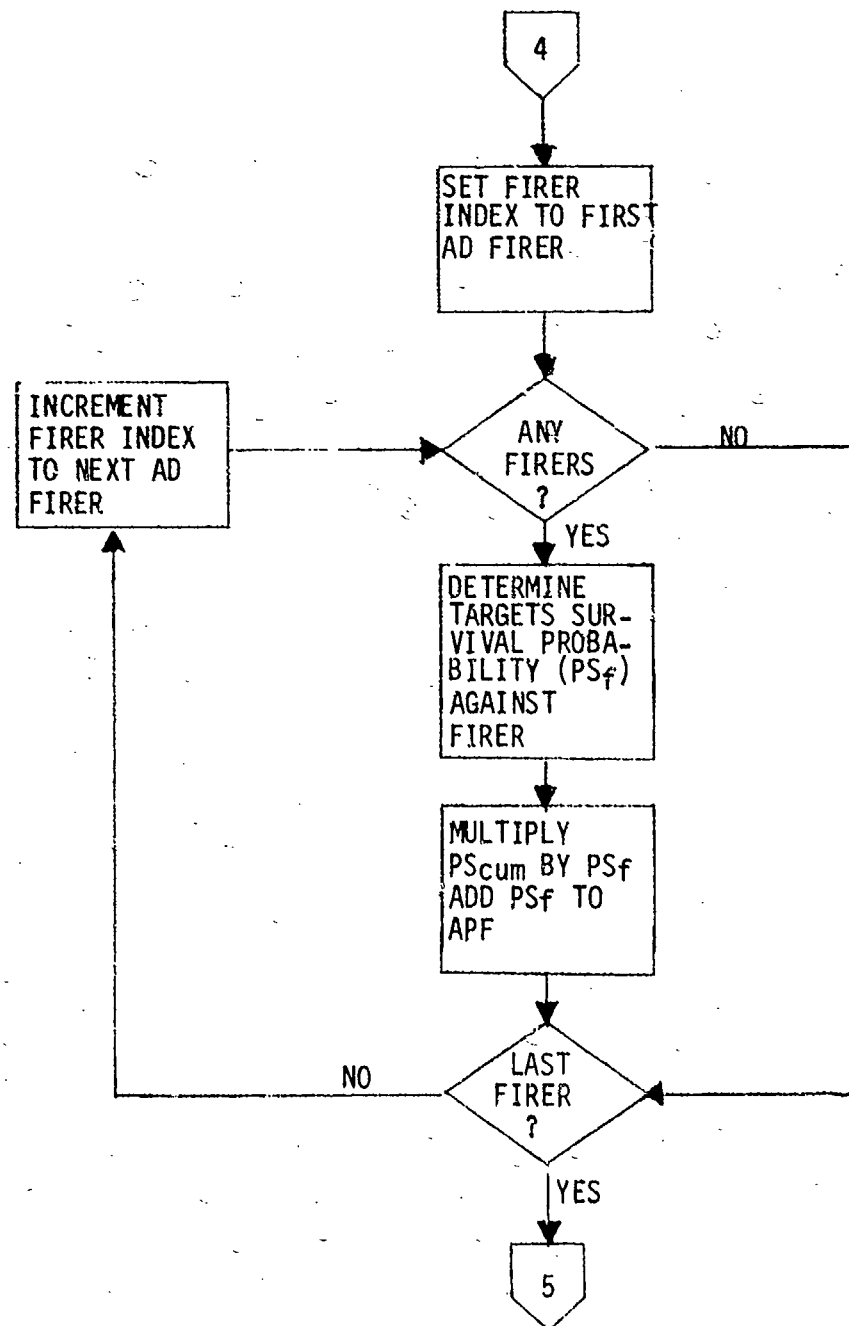 4
SET FIRER
INDEX TO FIRST
AD FIRER
INCREMENT
FIRER INDEX
TO NEXT AD
FIRER
ANY
FIRERS
?
NO
YES
DETERMINE
TARGETS SUR-
VIVAL PROBA-
BILITY (PSf)
AGAINST
FIRER
MULTIPLY
PScum BY PSf
ADD PSf TO
APF
NO
LAST
FIRER
?
YES
5